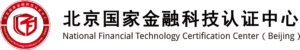 北京国家金融科技认证中心
National Financial Technology Certification Center ( Beijing )